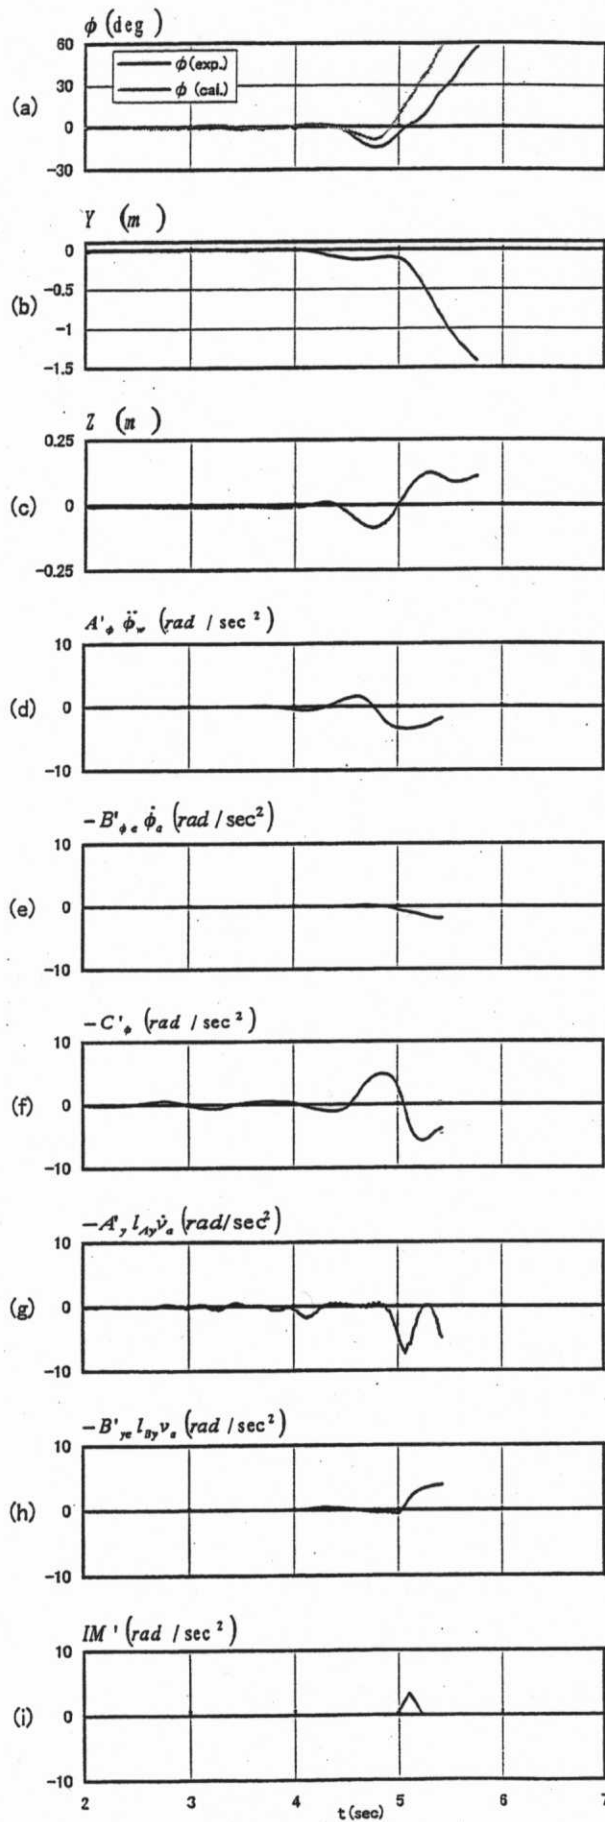 ϕ (deg)
60
30
0
-30
ϕ (exp.)
ϕ (cal.)
(a)
Y (m)
0
-0.5
-1
-1.5
(b)
Z (m)
0.25
0
-0.25
(c)
A'ϕ ϕ̈w (rad / sec²)
10
0
-10
(d)
-B'ϕe ϕ̇a (rad / sec²)
10
0
-10
(e)
-C'ϕ (rad / sec²)
10
0
-10
(f)
-A'y lAy v̇a (rad/sec²)
10
0
-10
(g)
-B'ye lBy va (rad / sec²)
10
0
-10
(h)
IM ' (rad / sec²)
10
0
-10
(i)
2 3 4 5 6 7
t(sec)